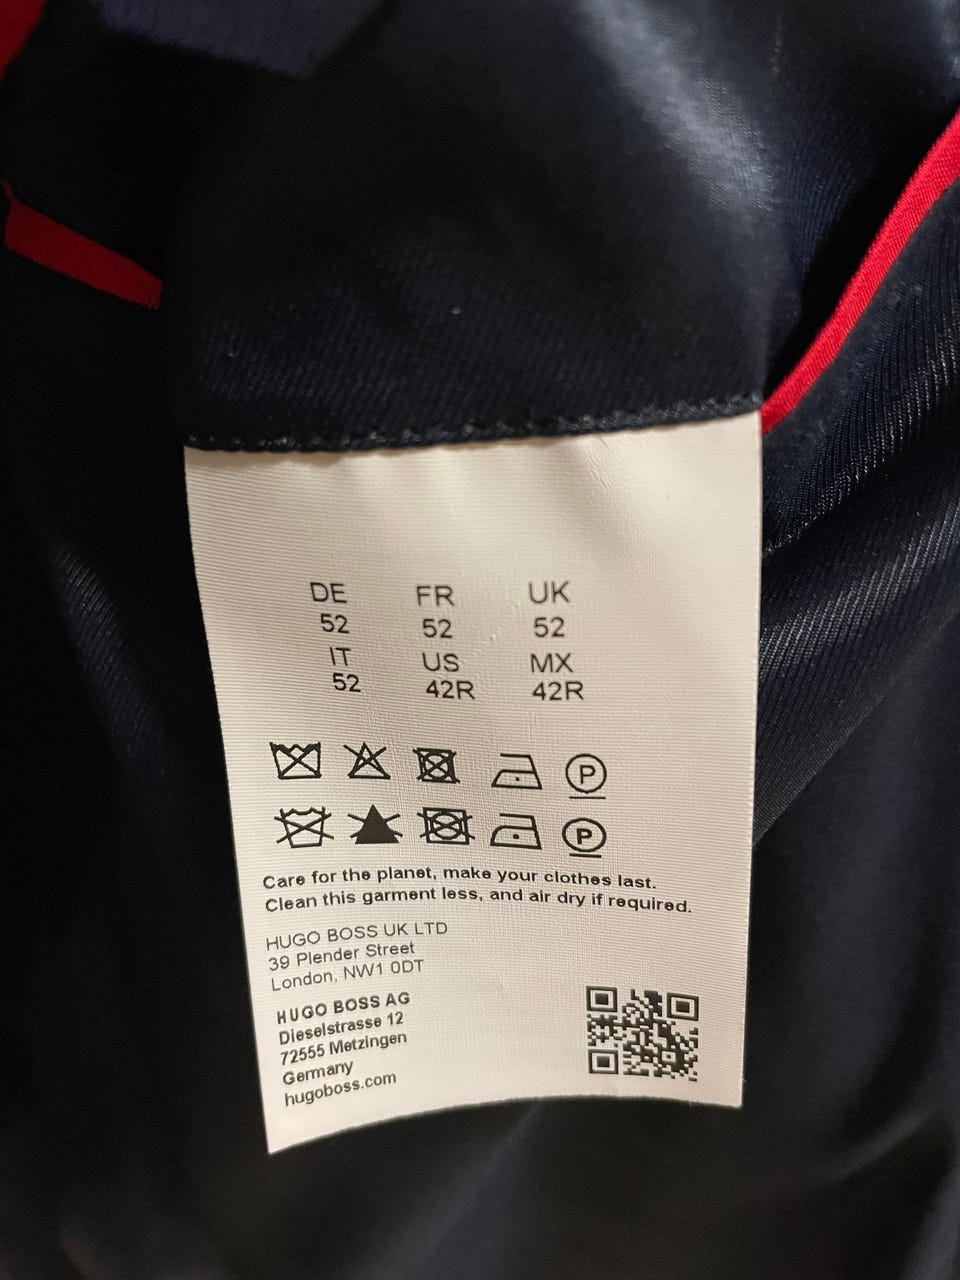 DE FR UK
52 52 52
IT US MX
52 42R 42R
P
P
Care for the planet, make your clothes last.
Clean this garment less, and air dry if required.
HUGO BOSS UK LTD
39 Plender Street
London, NW1 0DT
HUGO BOSS AG
Dieselstrasse 12
72555 Metzingen
Germany
hugoboss.com